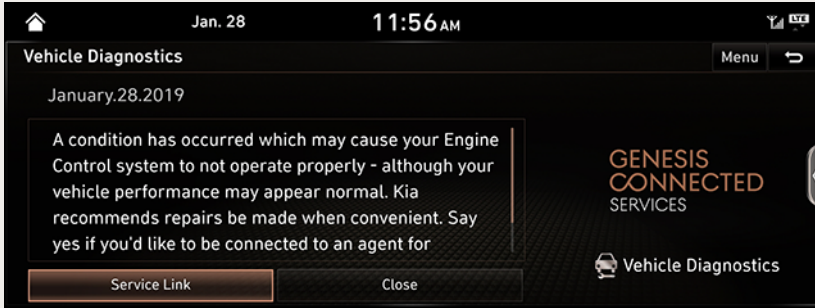 Jan. 28
11:56 AM
LTE
Vehicle Diagnostics
Menu
January.28.2019
A condition has occurred which may cause your Engine
Control system to not operate properly - although your
vehicle performance may appear normal. Kia
recommends repairs be made when convenient. Say
yes if you'd like to be connected to an agent for
GENESIS
CONNECTED
SERVICES
Vehicle Diagnostics
Service Link
Close